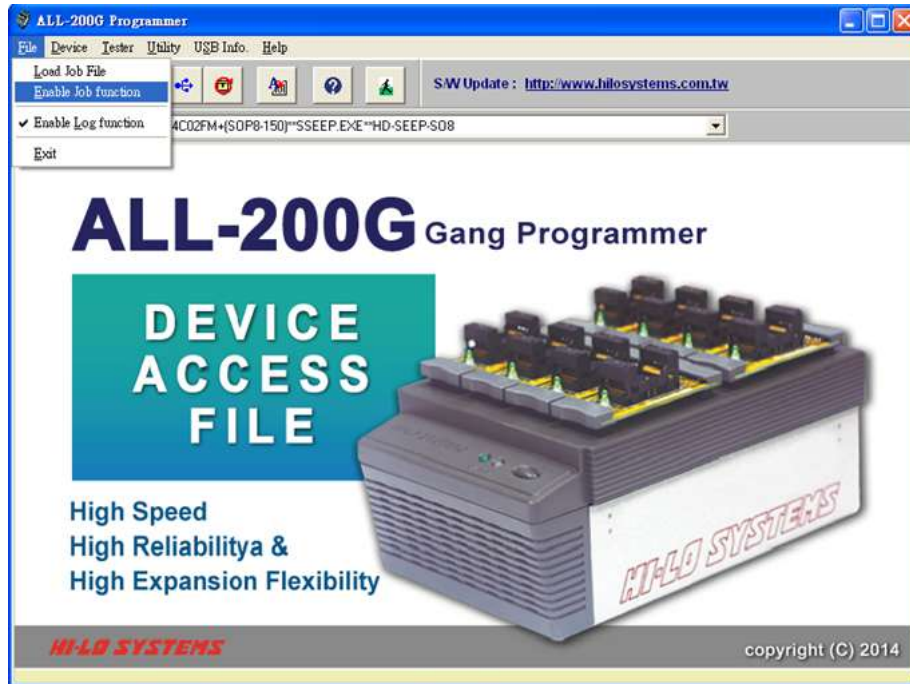 ALL-200G Programmer
File Device Tester Utility USB Info. Help
Load Job File
Enable Job function
Enable Log function
Exit
S/W Update : http://www.hilosystems.com.tw
4C02FM+(SOP8-150)**SSEEP.EXE**HD-SEEP-SO8
ALL-200G Gang Programmer
DEVICE
ACCESS
FILE
High Speed
High Reliabilitya &
High Expansion Flexibility
HI-LO SYSTEMS
HI-LO SYSTEMS
copyright (C) 2014